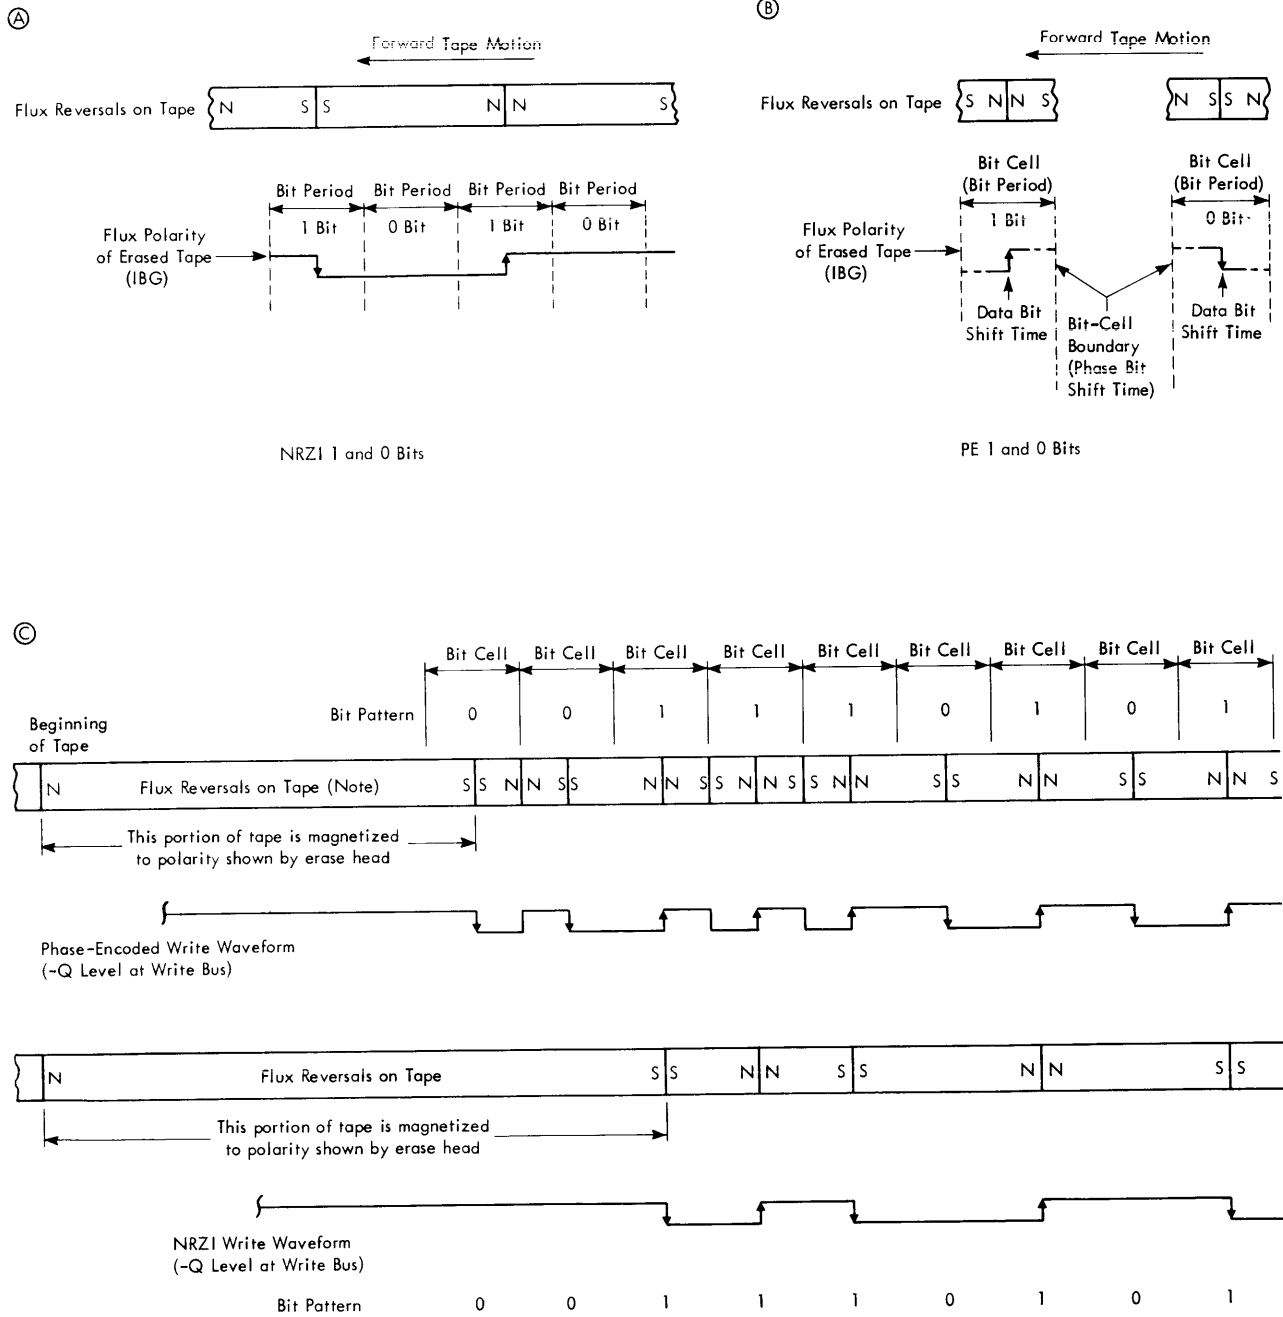 A
Forward Tape Motion
Flux Reversals on Tape N S S N N S
Bit Period Bit Period Bit Period Bit Period
1 Bit 0 Bit 1 Bit 0 Bit
Flux Polarity
of Erased Tape
(IBG)
NRZI 1 and 0 Bits
B
Forward Tape Motion
Flux Reversals on Tape S N N S N S S N
Bit Cell Bit Cell
(Bit Period) (Bit Period)
1 Bit 0 Bit
Flux Polarity
of Erased Tape
(IBG)
Data Bit Data Bit
Shift Time Shift Time
Bit-Cell
Boundary
(Phase Bit
Shift Time)
PE 1 and 0 Bits
C
Bit Cell Bit Cell Bit Cell Bit Cell Bit Cell Bit Cell Bit Cell Bit Cell Bit Cell
Bit Pattern 0 0 1 1 1 0 1 0 1
Beginning
of Tape
N Flux Reversals on Tape (Note) S S N N S S N N S S N N S S N N S S N N S S N N S
This portion of tape is magnetized
to polarity shown by erase head
Phase-Encoded Write Waveform
(-Q Level at Write Bus)
N Flux Reversals on Tape S S N N S S N N S S
This portion of tape is magnetized
to polarity shown by erase head
NRZI Write Waveform
(-Q Level at Write Bus)
Bit Pattern 0 0 1 1 1 0 1 0 1